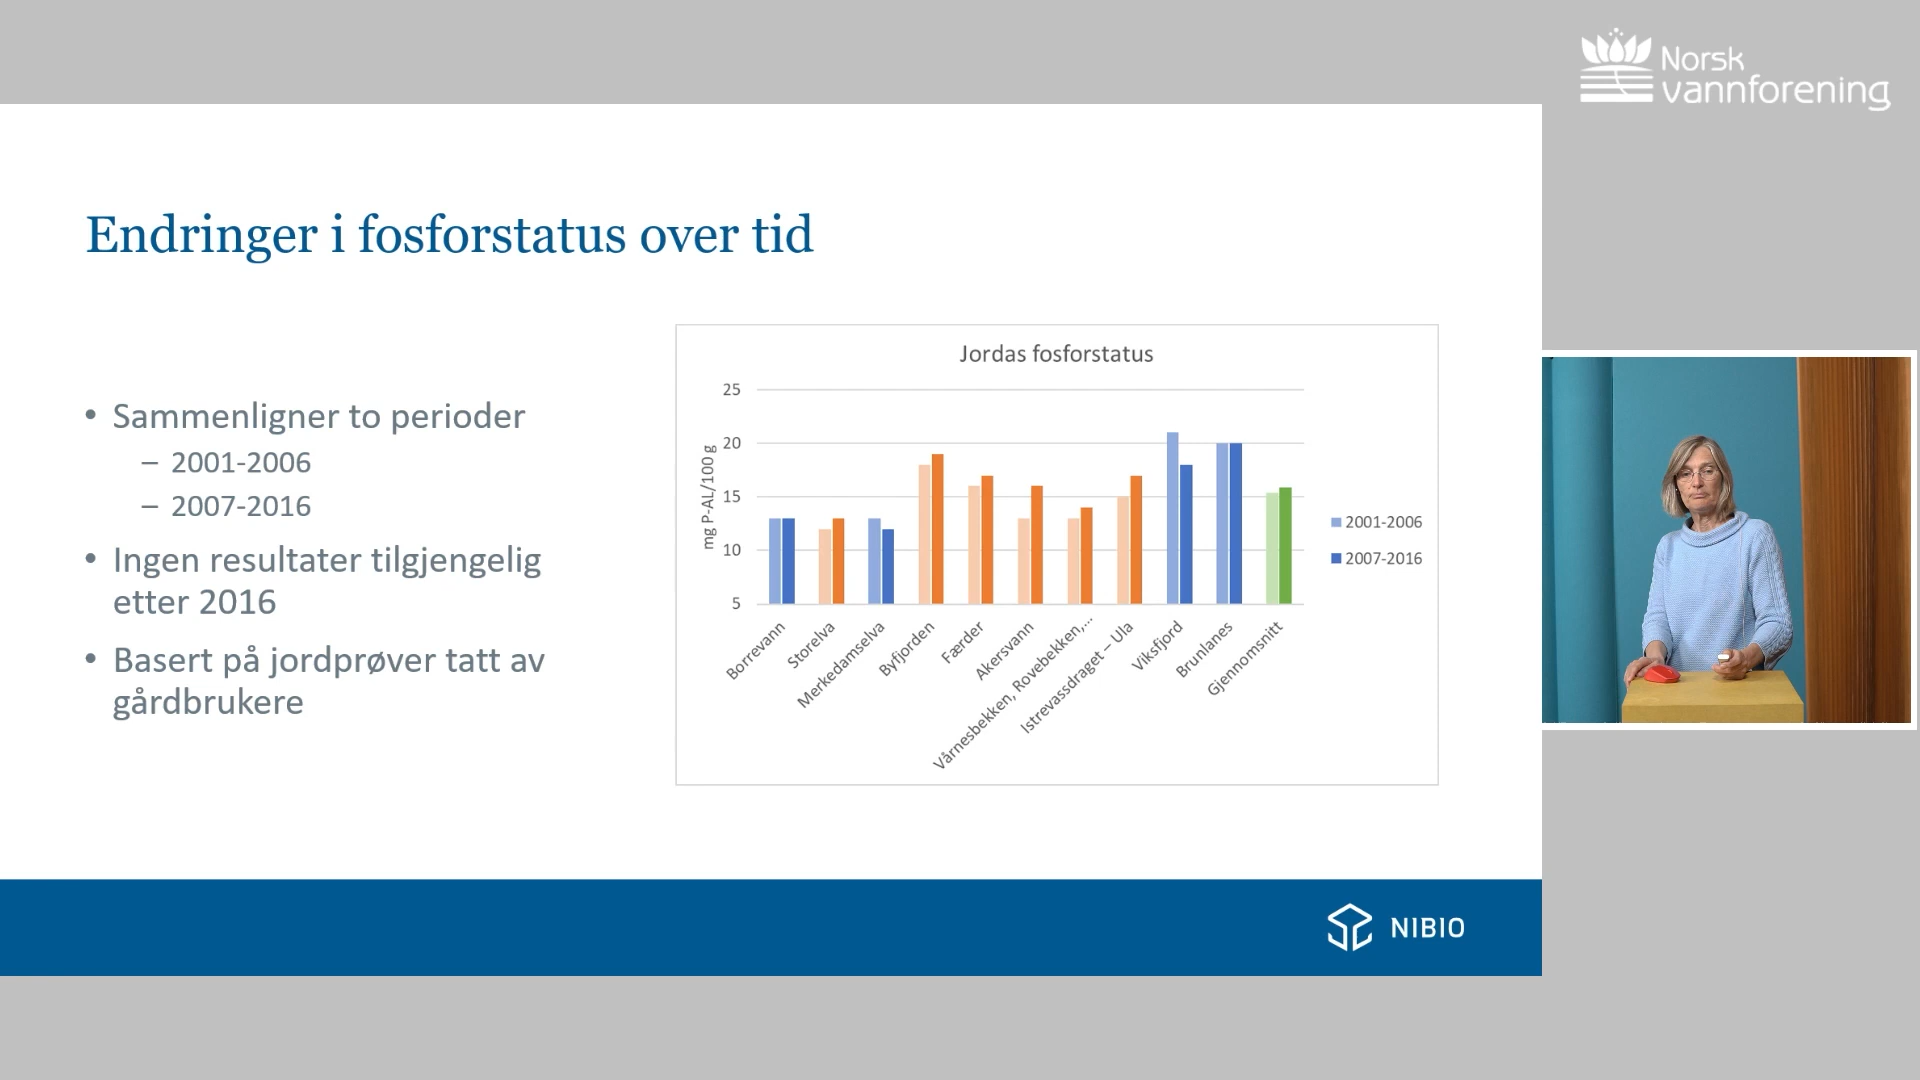 Norsk
vannforening
Endringer i fosforstatus over tid
• Sammenligner to perioder
– 2001-2006
– 2007-2016
• Ingen resultater tilgjengelig
etter 2016
• Basert på jordprøver tatt av
gårdbrukere
Jordas fosforstatus
mg P-AL/100 g
25
20
15
10
5
Borrevann
Storelva
Merkedamselva
Byfjorden
Færder
Akersvann
Vårnesbekken, Rovebekken,...
Istrevassdraget – Ula
Viksfjord
Brunlanes
Gjennomsnitt
2001-2006
2007-2016
NIBIO